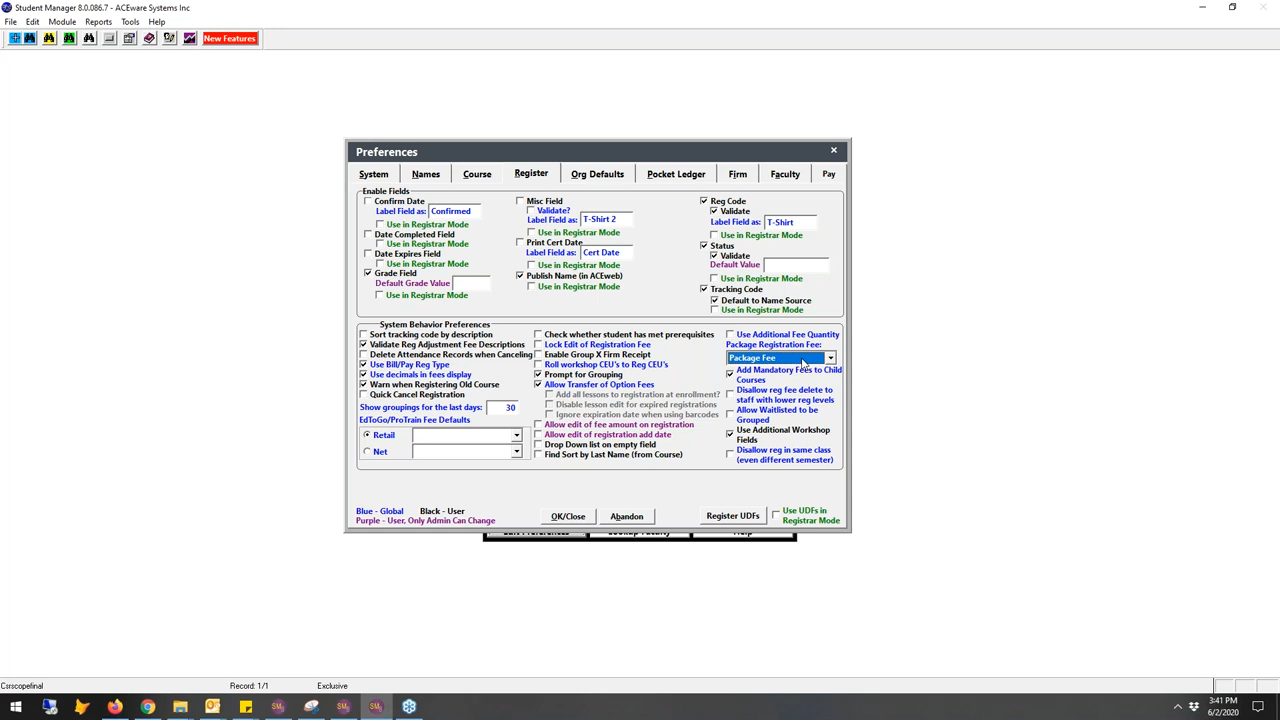 Student Manager 8.0.086.7 - ACEware Systems Inc
File Edit Module Reports Tools Help
New Features
Preferences
System Names Course Register Org Defaults Pocket Ledger Firm Faculty Pay
Enable Fields
Confirm Date
Label Field as: Confirmed
Use in Registrar Mode
Date Completed Field
Use in Registrar Mode
Date Expires Field
Use in Registrar Mode
Grade Field
Default Grade Value
Use in Registrar Mode
Misc Field
Validate?
Label Field as: T-Shirt 2
Use in Registrar Mode
Print Cert Date
Label Field as: Cert Date
Use in Registrar Mode
Publish Name (in ACEweb)
Use in Registrar Mode
Reg Code
Validate
Label Field as: T-Shirt
Use in Registrar Mode
Status
Validate
Default Value
Use in Registrar Mode
Tracking Code
Default to Name Source
Use in Registrar Mode
System Behavior Preferences
Sort tracking code by description
Validate Reg Adjustment Fee Descriptions
Delete Attendance Records when Canceling
Use Bill/Pay Reg Type
Use decimals in fees display
Warn when Registering Old Course
Quick Cancel Registration
Show groupings for the last days: 30
EdToGo/ProTrain Fee Defaults
Retail
Net
Check whether student has met prerequisites
Lock Edit of Registration Fee
Enable Group X Firm Receipt
Roll workshop CEU's to Reg CEU's
Prompt for Grouping
Allow Transfer of Option Fees
Add all lessons to registration at enrollment?
Disable lesson edit for expired registrations
Ignore expiration date when using barcodes
Allow edit of fee amount on registration
Allow edit of registration add date
Drop Down list on empty field
Find Sort by Last Name (from Course)
Use Additional Fee Quantity
Package Registration Fee:
Package Fee
Add Mandatory Fees to Child
Courses
Disallow reg fee delete to
staff with lower reg levels
Allow Waitlisted to be
Grouped
Use Additional Workshop
Fields
Disallow reg in same class
(even different semester)
Blue - Global Black - User
Purple - User, Only Admin Can Change
OK/Close Abandon Register UDFs
Use UDFs in
Registrar Mode
Csrscopefinal Record: 1/1 Exclusive
3:41 PM
6/2/2020